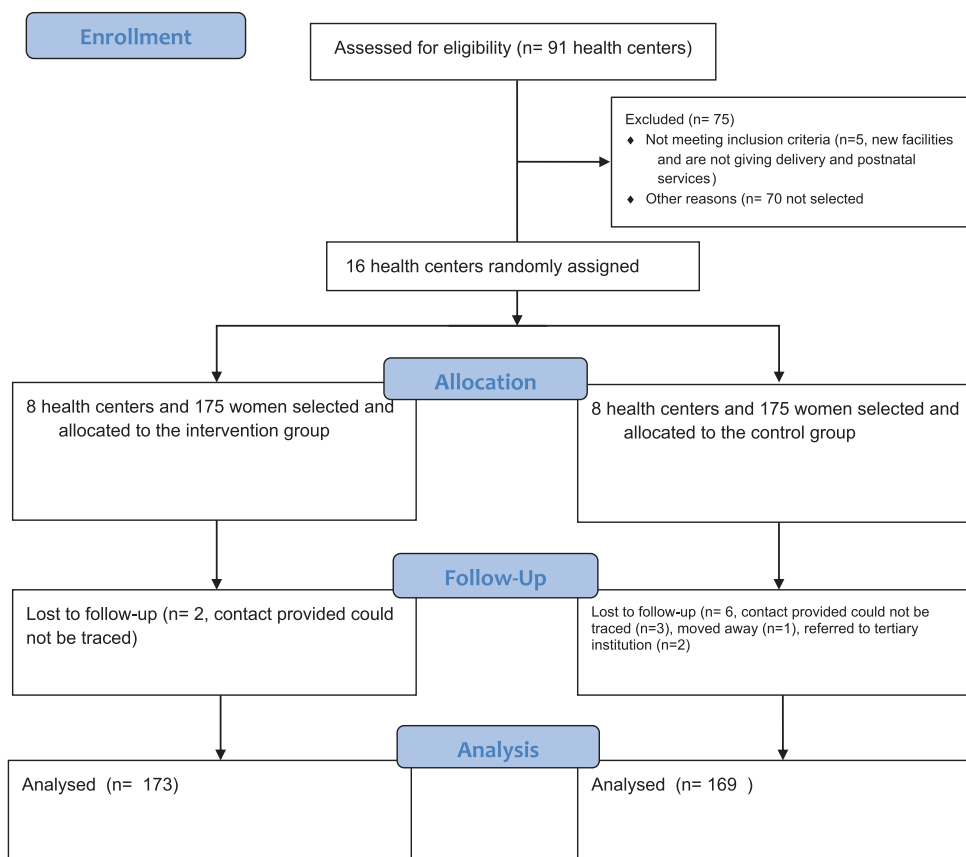 Enrollment
Assessed for eligibility (n= 91 health centers)
Excluded (n= 75)
♦ Not meeting inclusion criteria (n=5, new facilities
and are not giving delivery and postnatal
services)
♦ Other reasons (n= 70 not selected
16 health centers randomly assigned
Allocation
8 health centers and 175 women selected and
allocated to the intervention group
8 health centers and 175 women selected and
allocated to the control group
Follow-Up
Lost to follow-up (n= 2, contact provided could
not be traced)
Lost to follow-up (n= 6, contact provided could not be
traced (n=3), moved away (n=1), referred to tertiary
institution (n=2)
Analysis
Analysed (n= 173)
Analysed (n= 169 )